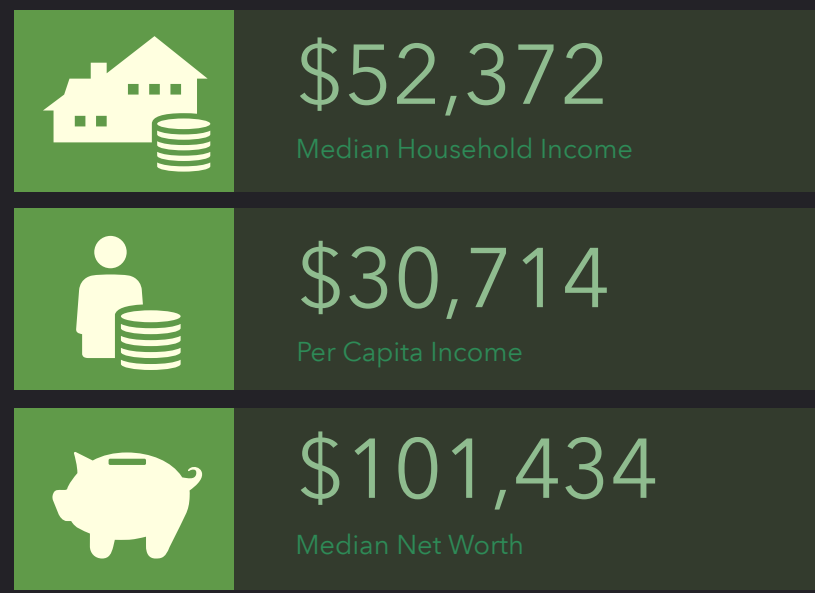 $52,372
Median Household Income
$30,714
Per Capita Income
$101,434
Median Net Worth